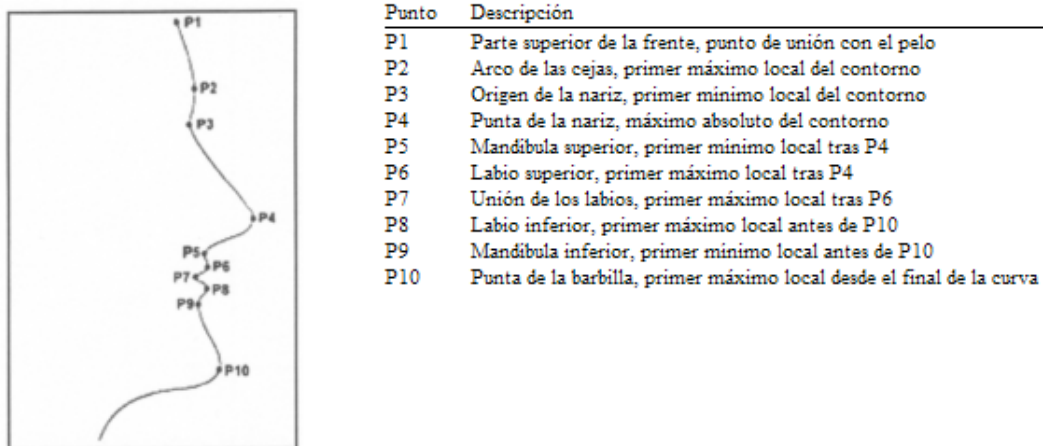 Punto Descripción
P1 Parte superior de la frente, punto de unión con el pelo
P2 Arco de las cejas, primer máximo local del contorno
P3 Origen de la nariz, primer minimo local del contorno
P4 Punta de la nariz, máximo absoluto del contorno
P5 Mandibula superior, primer minimo local tras P4
P6 Labio superior, primer máximo local tras P4
P7 Unión de los labios, primer máximo local tras P6
P8 Labio inferior, primer máximo local antes de P10
P9 Mandibula inferior, primer minimo local antes de P10
P10 Punta de la barbilla, primer máximo local desde el final de la curva
P1
P2
P3
P4
P5
P6
P7
P8
P9
P10